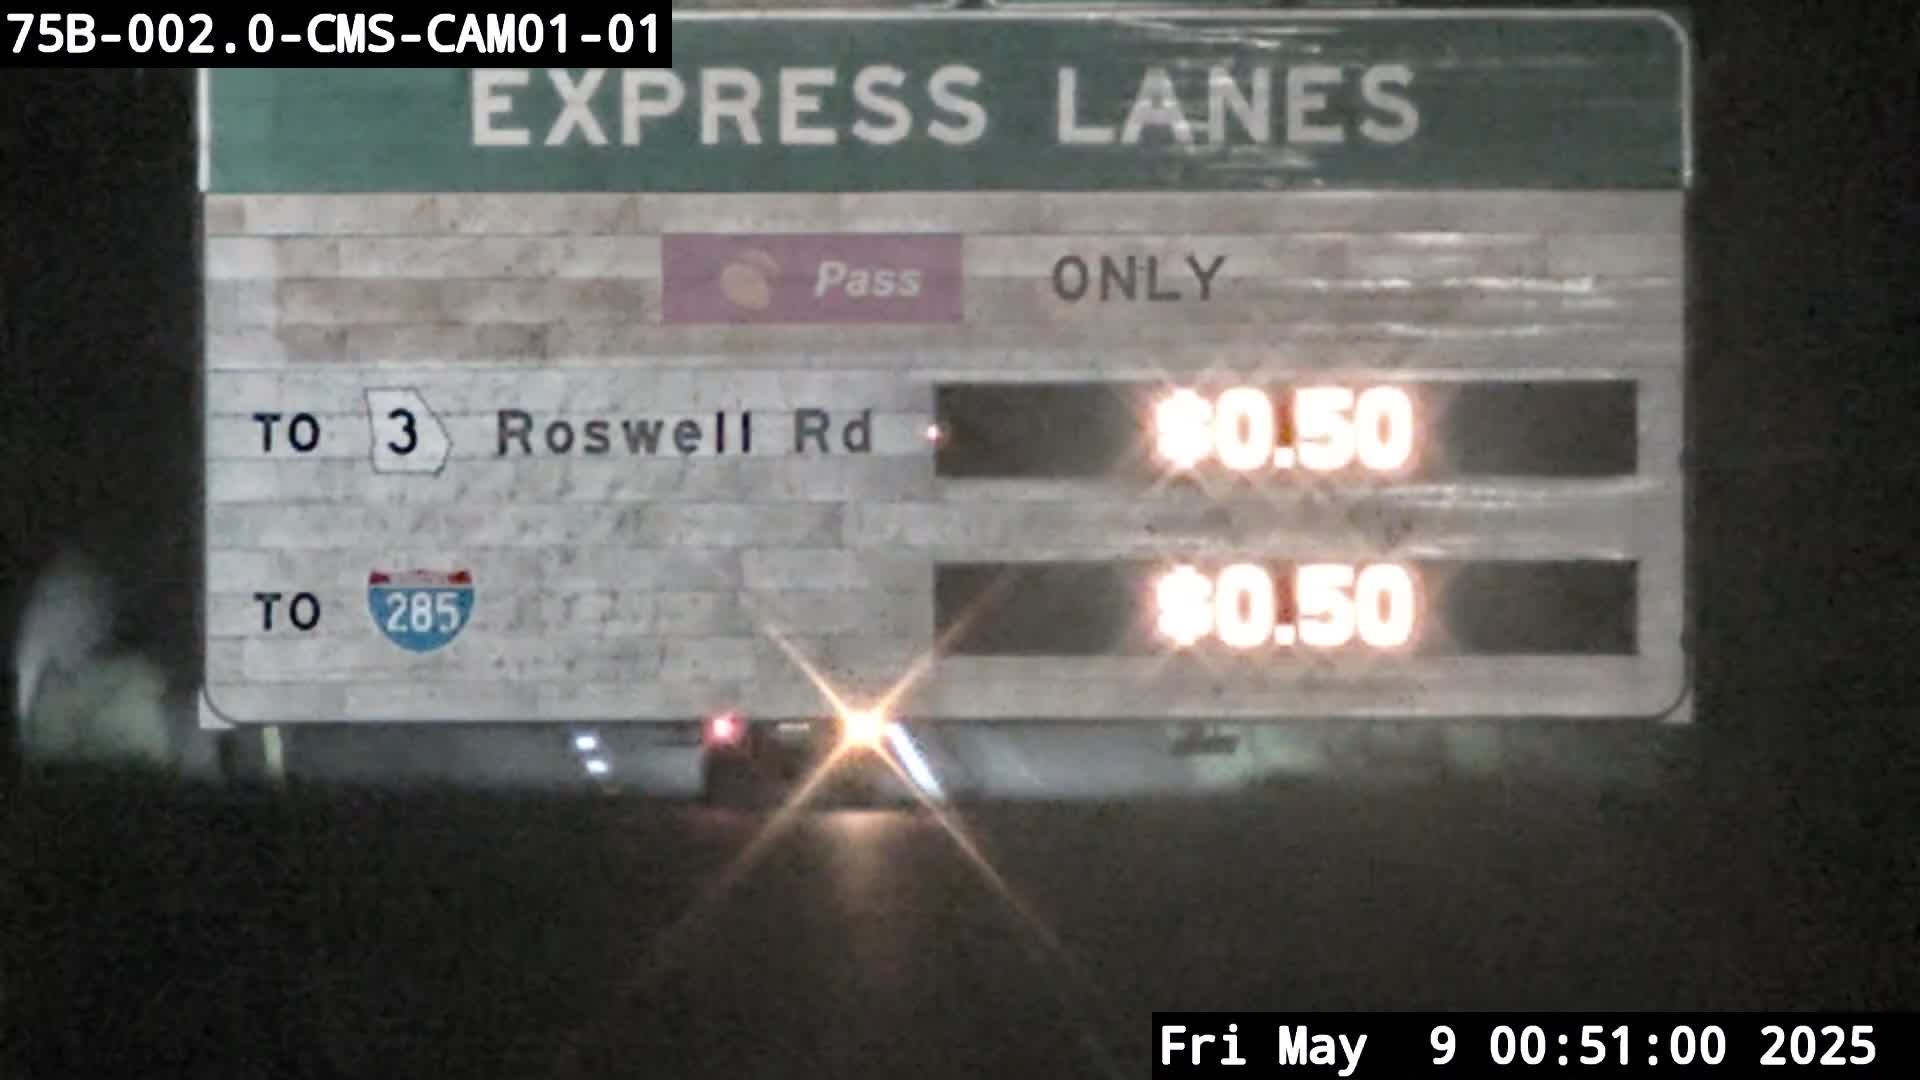 75B-002.0-CMS-CAM01-01
EXPRESS LANES
Pass ONLY
TO 3 Roswell Rd $0.50
TO 285 $0.50
Fri May 9 00:51:00 2025